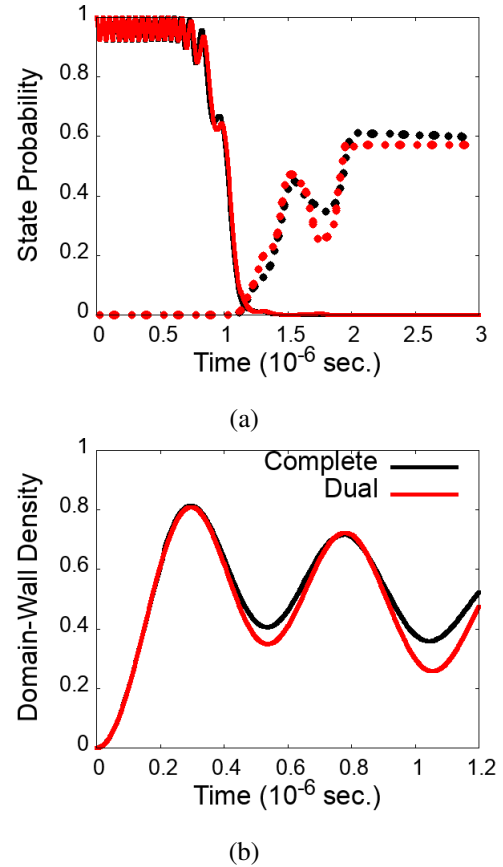 1
0.8
0.6
0.4
0.2
0
State Probability
0 0.5 1 1.5 2 2.5 3
Time (10-6 sec.)
(a)
1
0.8
0.6
0.4
0.2
0
Domain-Wall Density
Complete
Dual
0 0.2 0.4 0.6 0.8 1 1.2
Time (10-6 sec.)
(b)